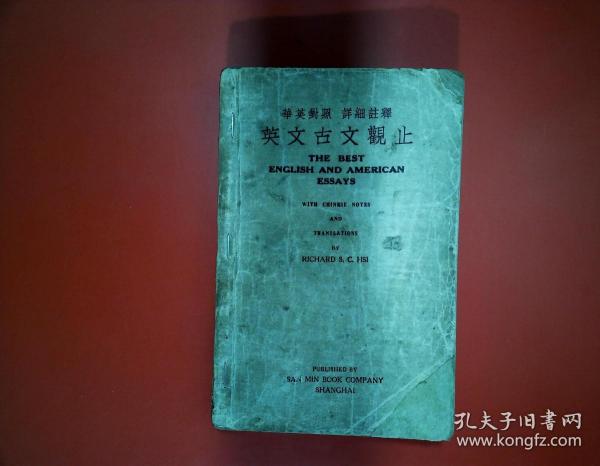 華英對照 詳細註釋
英文古文觀止
THE BEST
ENGLISH AND AMERICAN
ESSAYS
WITH CHINESE NOTES
AND
TRANSLATIONS
BY
RICHARD S. C. HSI
PUBLISHED BY
SAN MIN BOOK COMPANY
SHANGHAI
孔夫子旧书网
www.kongfz.com